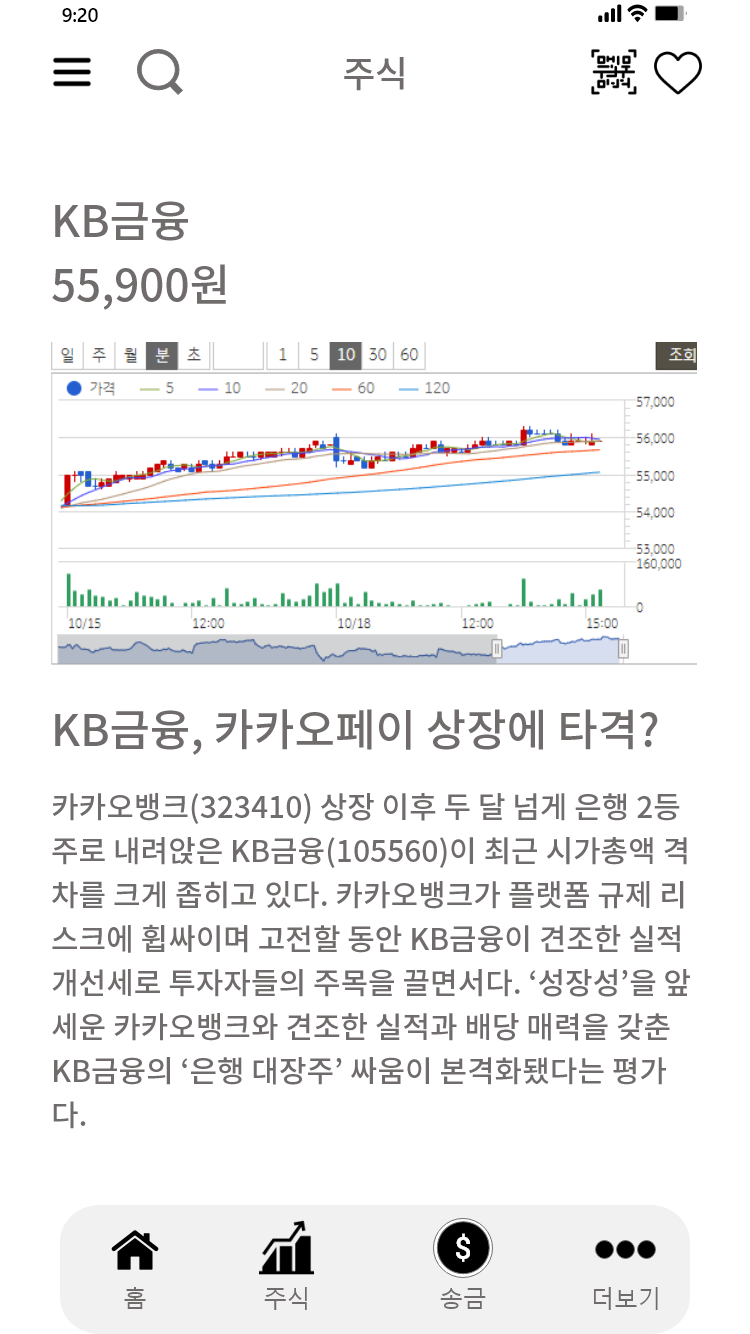 9:20
주식
KB금융
55,900원
일 주 월 분 초 1 5 10 30 60 조회
가격 5 10 20 60 120
57,000
56,000
55,000
54,000
53,000
160,000
0
10/15 12:00 10/18 12:00 15:00
KB금융, 카카오페이 상장에 타격?
카카오뱅크(323410) 상장 이후 두 달 넘게 은행 2등
주로 내려앉은 KB금융(105560)이 최근 시가총액 격
차를 크게 좁히고 있다. 카카오뱅크가 플랫폼 규제 리
스크에 휩싸이며 고전할 동안 KB금융이 견조한 실적
개선세로 투자자들의 주목을 끌면서다. ‘성장성’을 앞
세운 카카오뱅크와 견조한 실적과 배당 매력을 갖춘
KB금융의 ‘은행 대장주’ 싸움이 본격화됐다는 평가
다.
홈 주식 송금 더보기